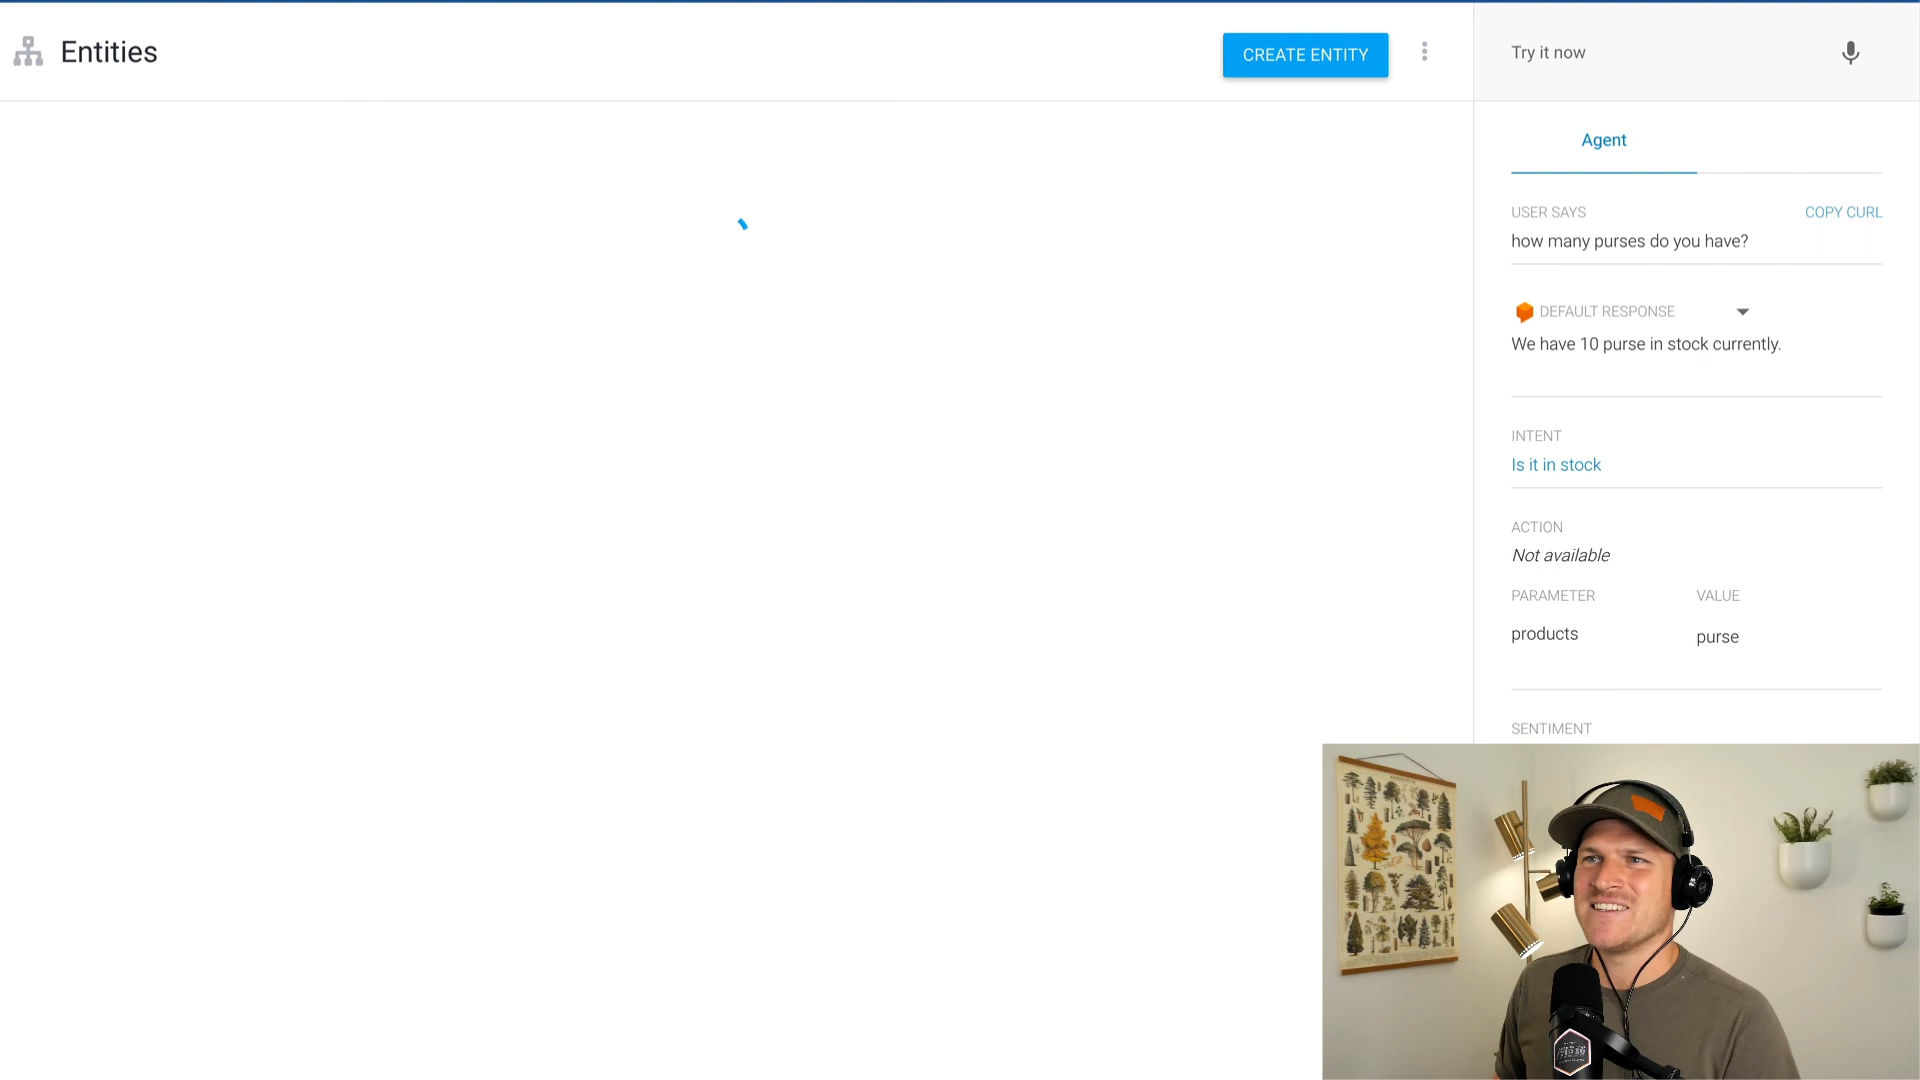 Entities
CREATE ENTITY
Try it now
Agent
USER SAYS
COPY CURL
how many purses do you have?
DEFAULT RESPONSE
We have 10 purse in stock currently.
INTENT
Is it in stock
ACTION
Not available
PARAMETER
VALUE
products
purse
SENTIMENT